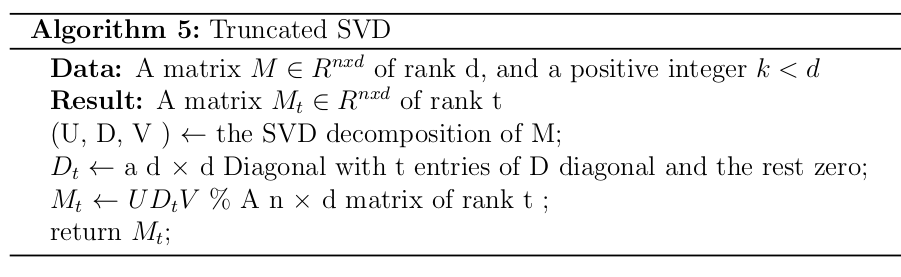 Algorithm 5: Truncated SVD
Data: A matrix M ∈ R^{nxd} of rank d, and a positive integer k < d
Result: A matrix M_t ∈ R^{nxd} of rank t
(U, D, V ) ← the SVD decomposition of M;
D_t ← a d × d Diagonal with t entries of D diagonal and the rest zero;
M_t ← UD_tV % A n × d matrix of rank t ;
return M_t;